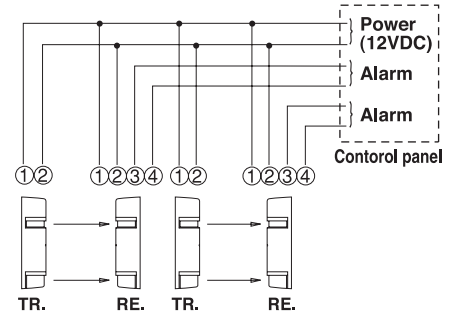 Power
(12VDC)
Alarm
Alarm
Contorol panel
①② ①②③④ ①② ①②③④
TR. RE. TR. RE.